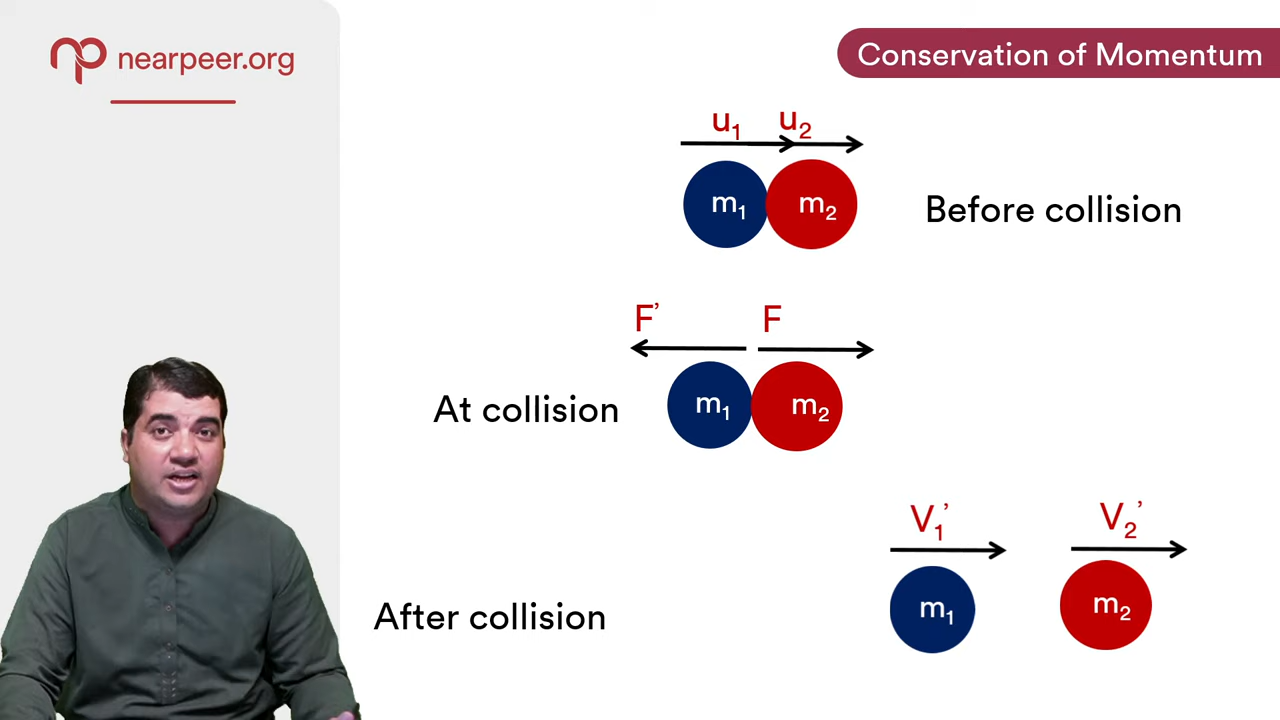 nearpeer.org
Conservation of Momentum
u₁ u₂
m₁ m₂
Before collision
F’ F
At collision
m₁ m₂
V₁’ V₂’
After collision
m₁ m₂